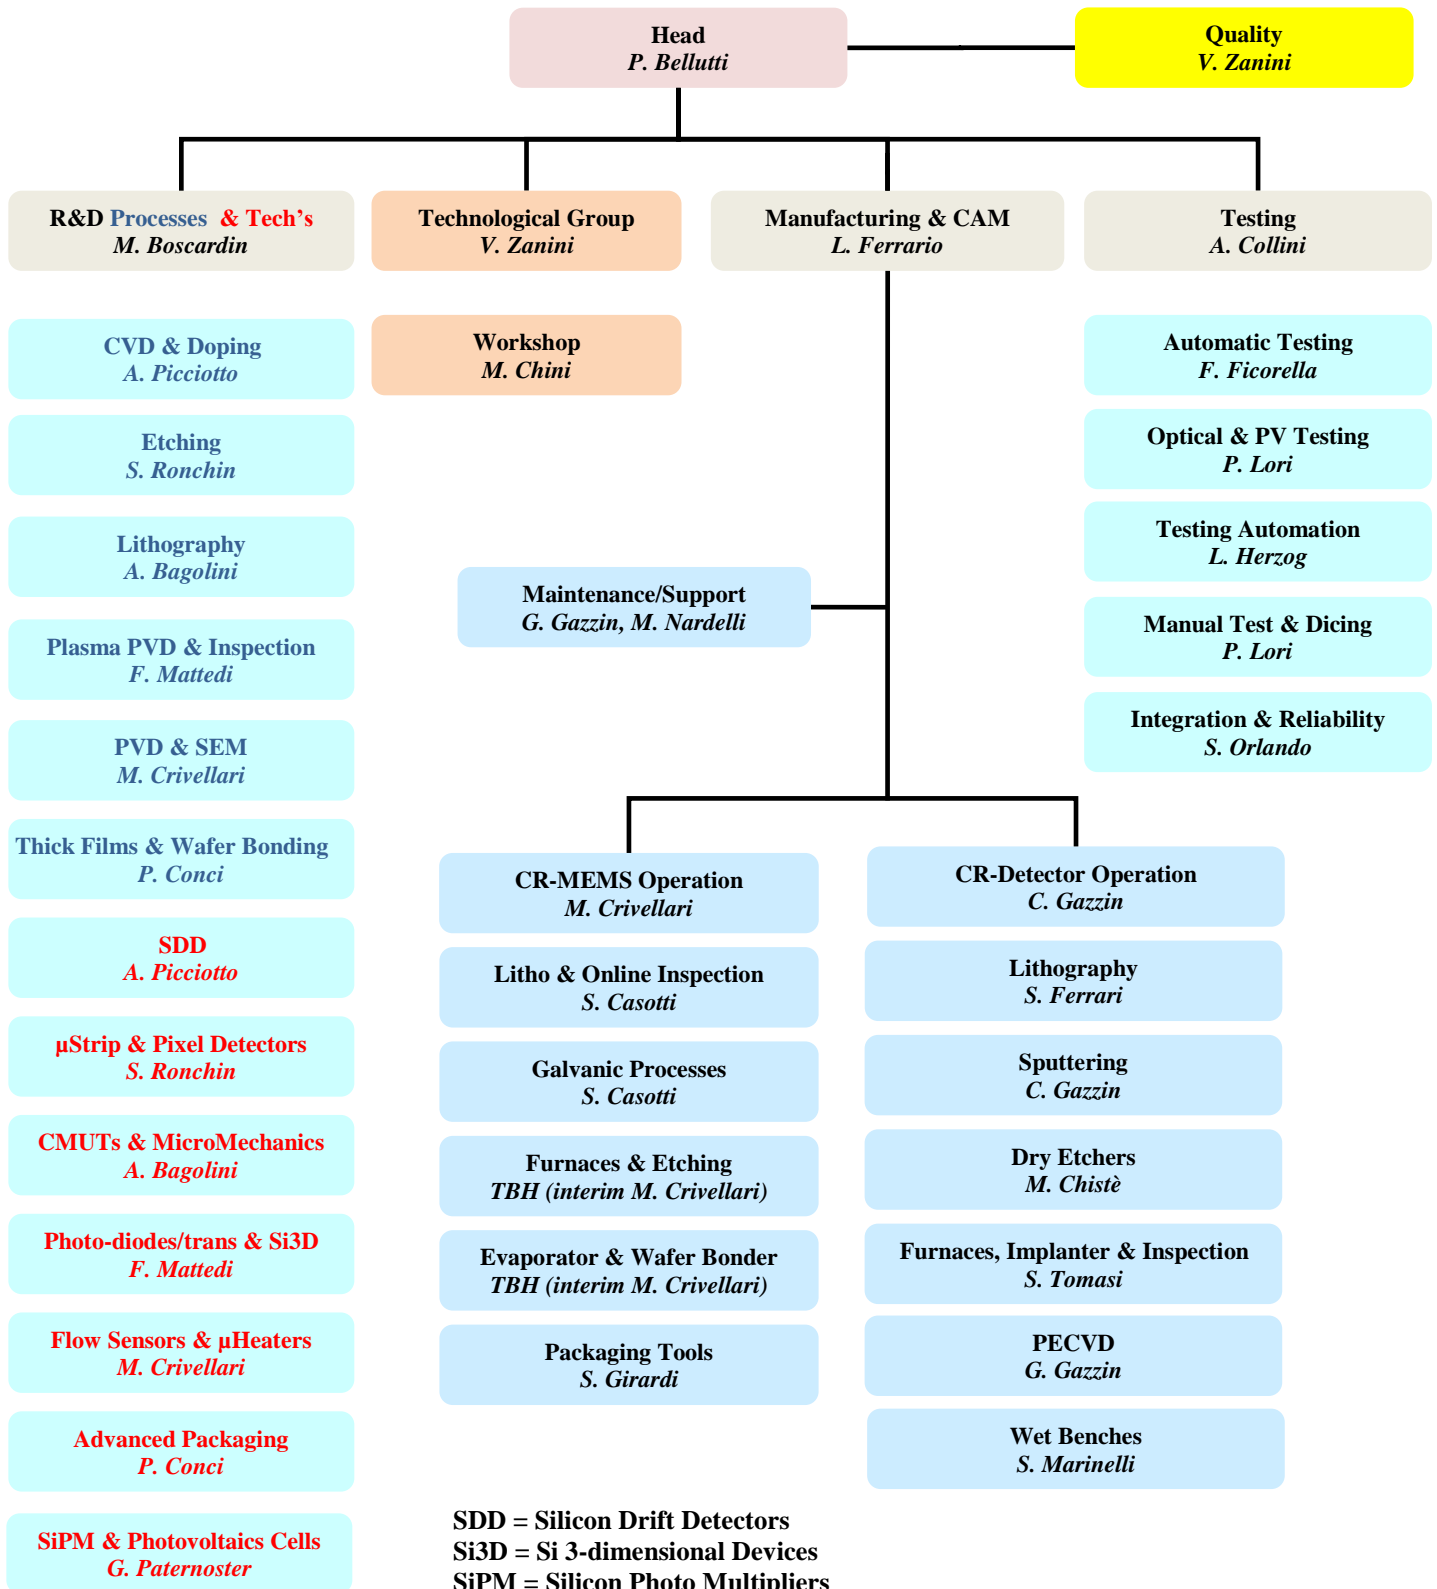 Head
P. Bellutti
Quality
V. Zanini
R&D Processes & Tech's
M. Boscardin
Technological Group
V. Zanini
Manufacturing & CAM
L. Ferrario
Testing
A. Collini
CVD & Doping
A. Picciotto
Etching
S. Ronchin
Lithography
A. Bagolini
Plasma PVD & Inspection
F. Mattedi
PVD & SEM
M. Crivellari
Thick Films & Wafer Bonding
P. Conci
SDD
A. Picciotto
µStrip & Pixel Detectors
S. Ronchin
CMUTs & MicroMechanics
A. Bagolini
Photo-diodes/trans & Si3D
F. Mattedi
Flow Sensors & µHeaters
M. Crivellari
Advanced Packaging
P. Conci
SiPM & Photovoltaics Cells
G. Paternoster
Workshop
M. Chini
Maintenance/Support
G. Gazzin, M. Nardelli
CR-MEMS Operation
M. Crivellari
Litho & Online Inspection
S. Casotti
Galvanic Processes
S. Casotti
Furnaces & Etching
TBH (interim M. Crivellari)
Evaporator & Wafer Bonder
TBH (interim M. Crivellari)
Packaging Tools
S. Girardi
CR-Detector Operation
C. Gazzin
Lithography
S. Ferrari
Sputtering
C. Gazzin
Dry Etchers
M. Chistè
Furnaces, Implanter & Inspection
S. Tomasi
PECVD
G. Gazzin
Wet Benches
S. Marinelli
Automatic Testing
F. Ficorella
Optical & PV Testing
P. Lori
Testing Automation
L. Herzog
Manual Test & Dicing
P. Lori
Integration & Reliability
S. Orlando
SDD = Silicon Drift Detectors
Si3D = Si 3-dimensional Devices
SiPM = Silicon Photo Multipliers